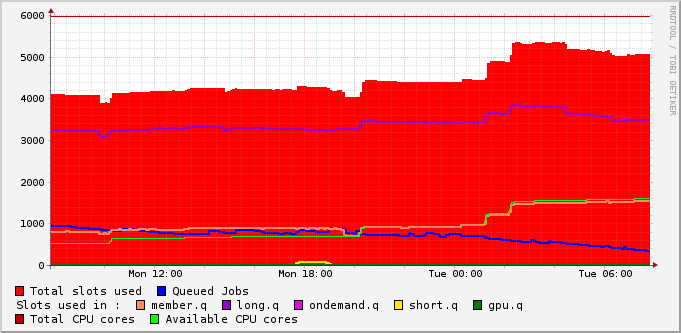 6000
5000
4000
3000
2000
1000
0
Mon 12:00 Mon 18:00 Tue 00:00 Tue 06:00
Total slots used Queued Jobs
Slots used in : member.q long.q ondemand.q short.q gpu.q
Total CPU cores Available CPU cores
RRDTOOL / TOBI OETIKER